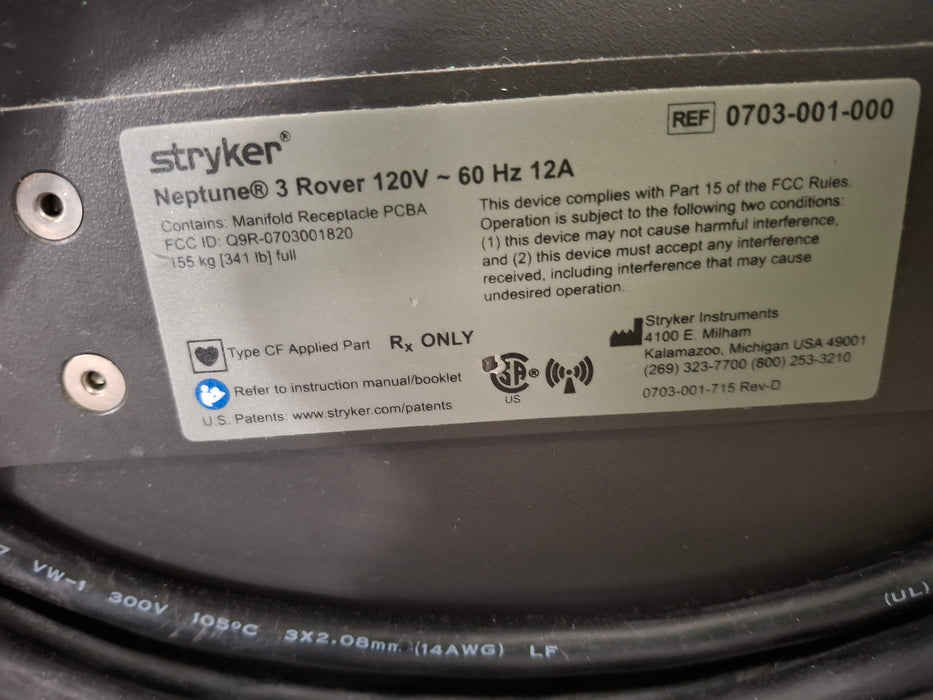 stryker®
REF 0703-001-000
Neptune® 3 Rover 120V ~ 60 Hz 12A
Contains: Manifold Receptacle PCBA
FCC ID: Q9R-0703001820
155 kg [341 lb] full
This device complies with Part 15 of the FCC Rules.
Operation is subject to the following two conditions:
(1) this device may not cause harmful interference,
and (2) this device must accept any interference
received, including interference that may cause
undesired operation.
Type CF Applied Part
Rx ONLY
Refer to instruction manual/booklet
U.S. Patents: www.stryker.com/patents
SA®
US
Stryker Instruments
4100 E. Milham
Kalamazoo, Michigan USA 49001
(269) 323-7700 (800) 253-3210
0703-001-715 Rev-D
VW-1 300V 105ºC 3X2.08mm (14AWG) LF
(UL)